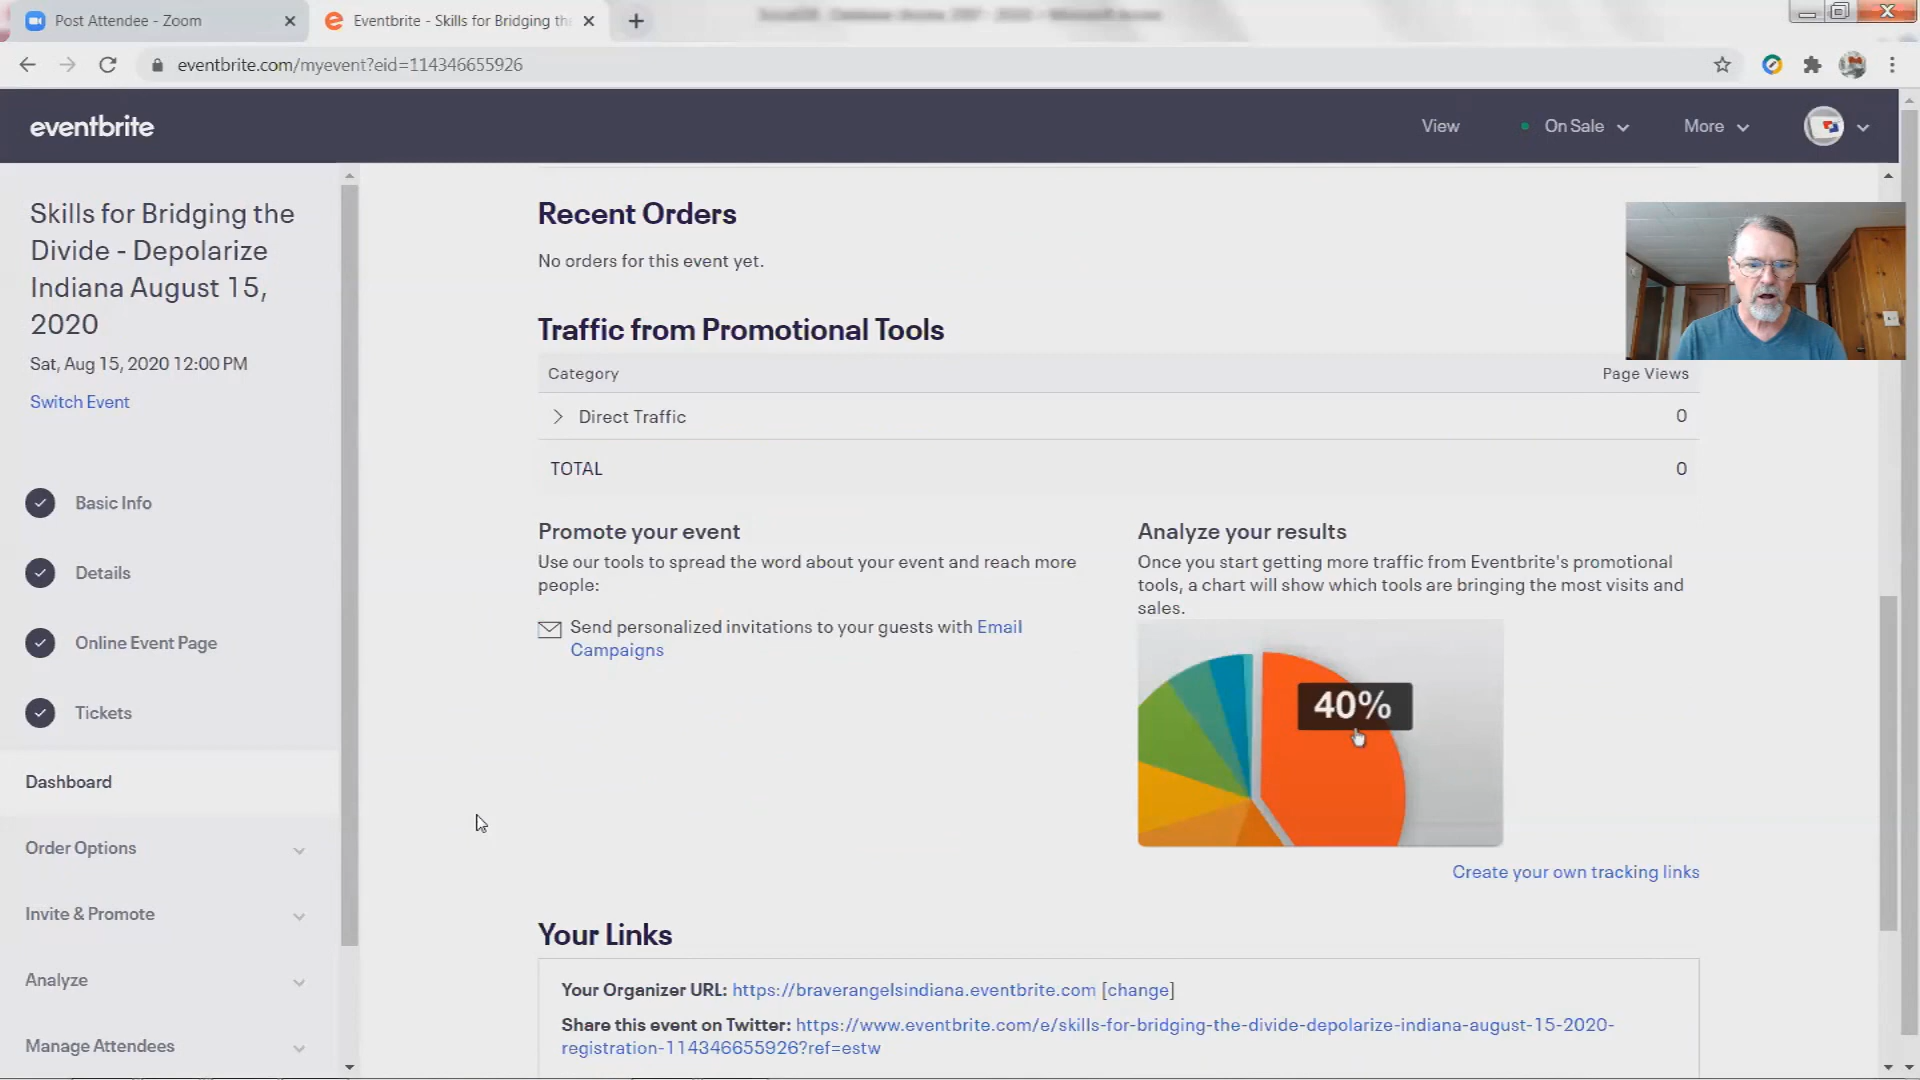 Post Attendee - Zoom
Eventbrite - Skills for Bridging th
eventbrite.com/myevent?eid=114346655926
eventbrite
View
On Sale
More
Skills for Bridging the
Divide - Depolarize
Indiana August 15,
2020
Sat, Aug 15, 2020 12:00 PM
Switch Event
Basic Info
Details
Online Event Page
Tickets
Dashboard
Order Options
Invite & Promote
Analyze
Manage Attendees
Recent Orders
No orders for this event yet.
Traffic from Promotional Tools
Category Page Views
Direct Traffic 0
TOTAL 0
Promote your event
Use our tools to spread the word about your event and reach more
people:
Send personalized invitations to your guests with Email
Campaigns
Analyze your results
Once you start getting more traffic from Eventbrite's promotional
tools, a chart will show which tools are bringing the most visits and
sales.
40%
Create your own tracking links
Your Links
Your Organizer URL: https://braverangelsindiana.eventbrite.com [change]
Share this event on Twitter: https://www.eventbrite.com/e/skills-for-bridging-the-divide-depolarize-indiana-august-15-2020-
registration-114346655926?ref=estw